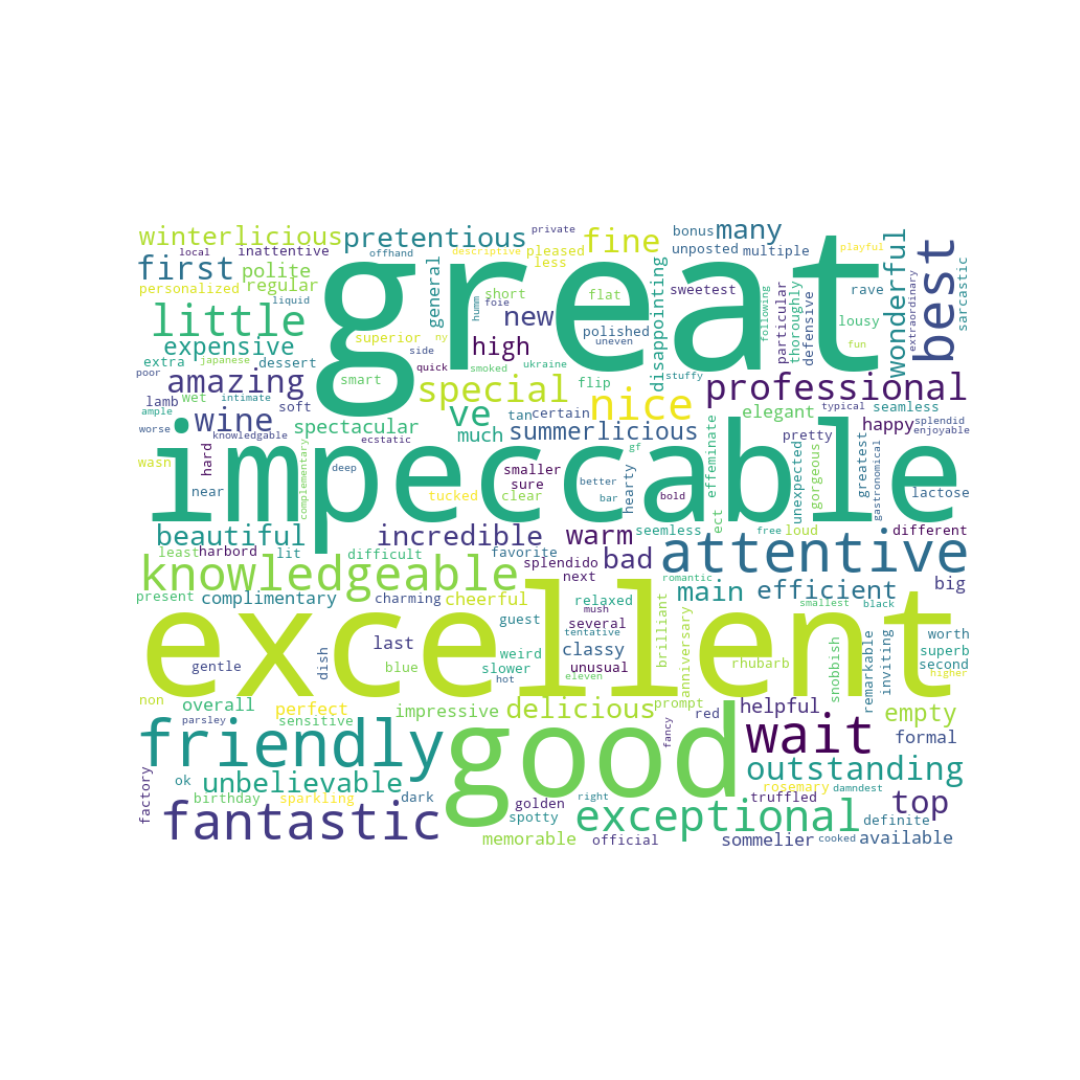 great
impeccable
excellent
good
friendly
knowledgeable
attentive
fantastic
wait
professional
exceptional
nice
best
little
special
outstanding
amazing
first
fine
wine
ve
top
unbelievable
delicious
incredible
beautiful
warm
bad
main
efficient
wonderful
many
pretentious
winterlicious
expensive
high
new
summerlicious
empty
helpful
available
sommelier
memorable
impressive
perfect
overall
complimentary
cheerful
classy
spectacular
much
elegant
happy
big
polite
regular
general
disappointing
bonus
unposted
multiple
private
local
inattentive
offhand
descriptive
pleased
less
playful
personalized
liquid
foie
humm
short
flat
sweetest
particular
thoroughly
defensive
following
rave
lousy
extraordinary
sarcastic
superior
ny
polished
uneven
fun
extra
japanese
dessert
side
quick
smoked
ukraine
stuffy
poor
smart
flip
lamb
wet
intimate
soft
tan
certain
typical
seamless
ample
splendid
enjoyable
worse
knowledgable
ecstatic
pretty
wasn
hard
deep
smaller
sure
gf
effeminate
unexpected
gorgeous
greatest
gastronomical
near
complementary
tucked
clear
better
bar
hearty
bold
ect
lactose
seemless
free
loud
different
least
harbord
lit
difficult
favorite
splendido
next
romantic
present
charming
guest
relaxed
mush
several
tentative
smallest
black
worth
superb
second
higher
gentle
dish
last
blue
weird
slower
hot
unusual
eleven
brilliant
anniversary
rhubarb
snobbish
remarkable
inviting
non
parsley
sensitive
prompt
red
fancy
formal
factory
ok
birthday
sparkling
dark
golden
spotty
right
rosemary
truffled
damndest
definite
official
cooked